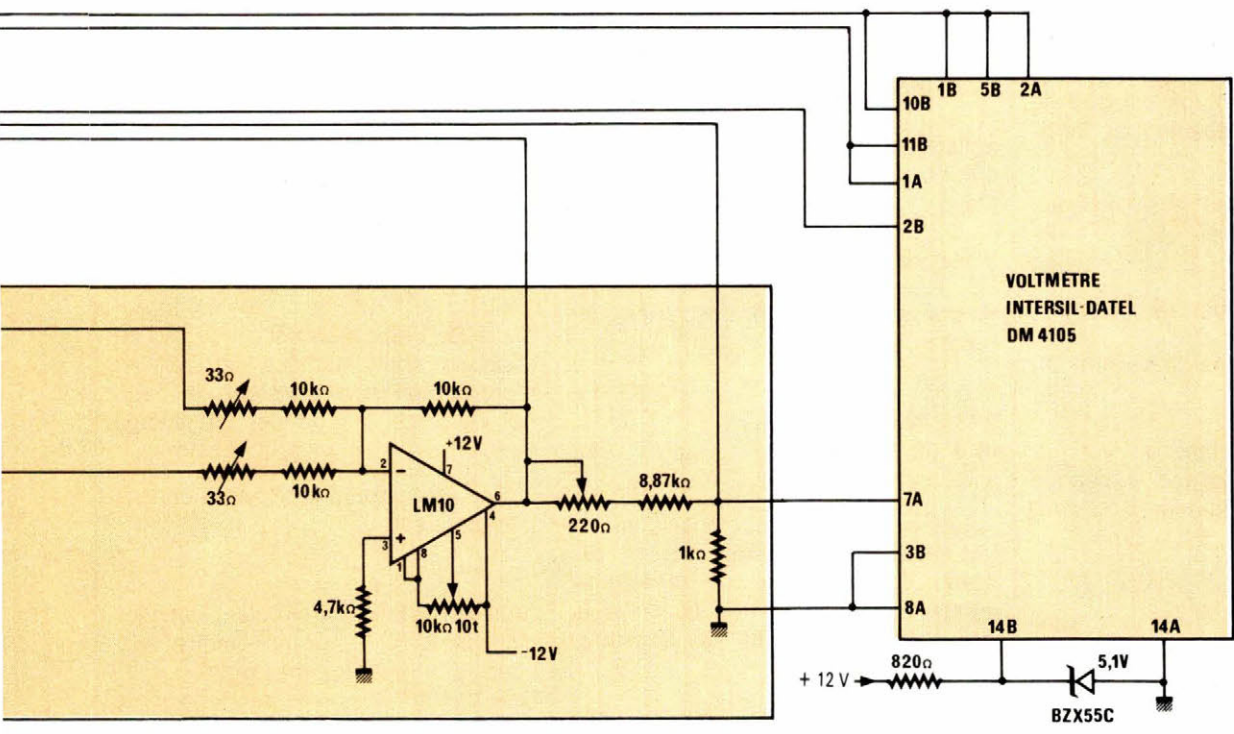 1B 5B 2A
10B
11B
1A
2B
VOLTMÈTRE
INTERSIL-DATEL
DM 4105
33Ω
10kΩ
10kΩ
+12V
2
−
7
33Ω
10kΩ
LM10
6
4
8,87kΩ
7A
220Ω
+
3
5
8
1
1kΩ
3B
4,7kΩ
10kΩ 10t
8A
-12V
14B
14A
820Ω
5,1V
+ 12 V
BZX55C